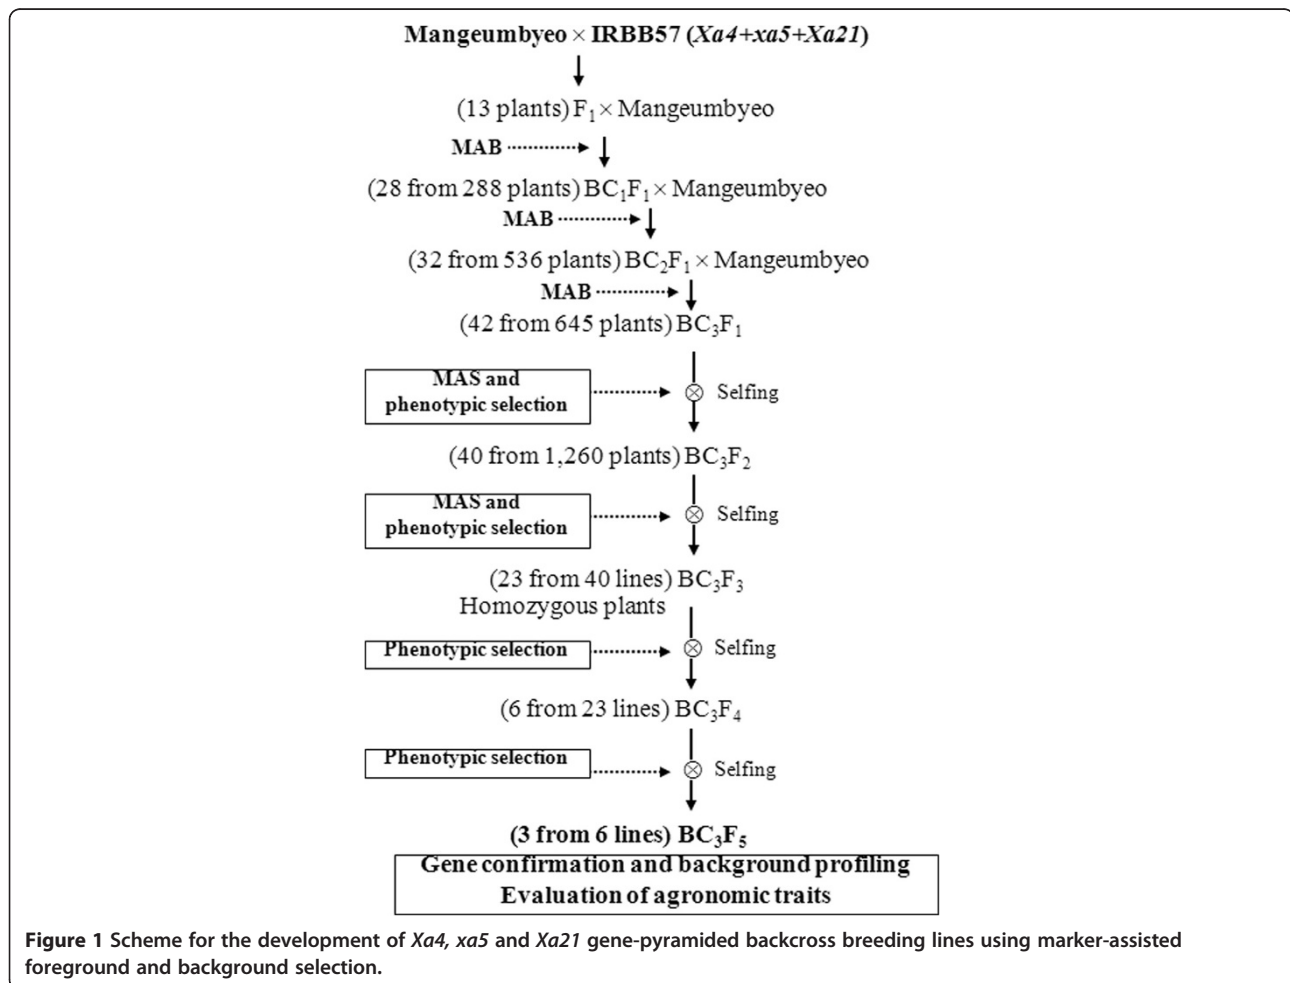 Mangeumbyeo × IRBB57 (Xa4+xa5+Xa21)
(13 plants) F₁ × Mangeumbyeo
MAB
(28 from 288 plants) BC₁F₁ × Mangeumbyeo
MAB
(32 from 536 plants) BC₂F₁ × Mangeumbyeo
MAB
(42 from 645 plants) BC₃F₁
MAS and
phenotypic selection
Selfing
(40 from 1,260 plants) BC₃F₂
MAS and
phenotypic selection
Selfing
(23 from 40 lines) BC₃F₃
Homozygous plants
Phenotypic selection
Selfing
(6 from 23 lines) BC₃F₄
Phenotypic selection
Selfing
(3 from 6 lines) BC₃F₅
Gene confirmation and background profiling
Evaluation of agronomic traits
Figure 1 Scheme for the development of Xa4, xa5 and Xa21 gene-pyramided backcross breeding lines using marker-assisted
foreground and background selection.